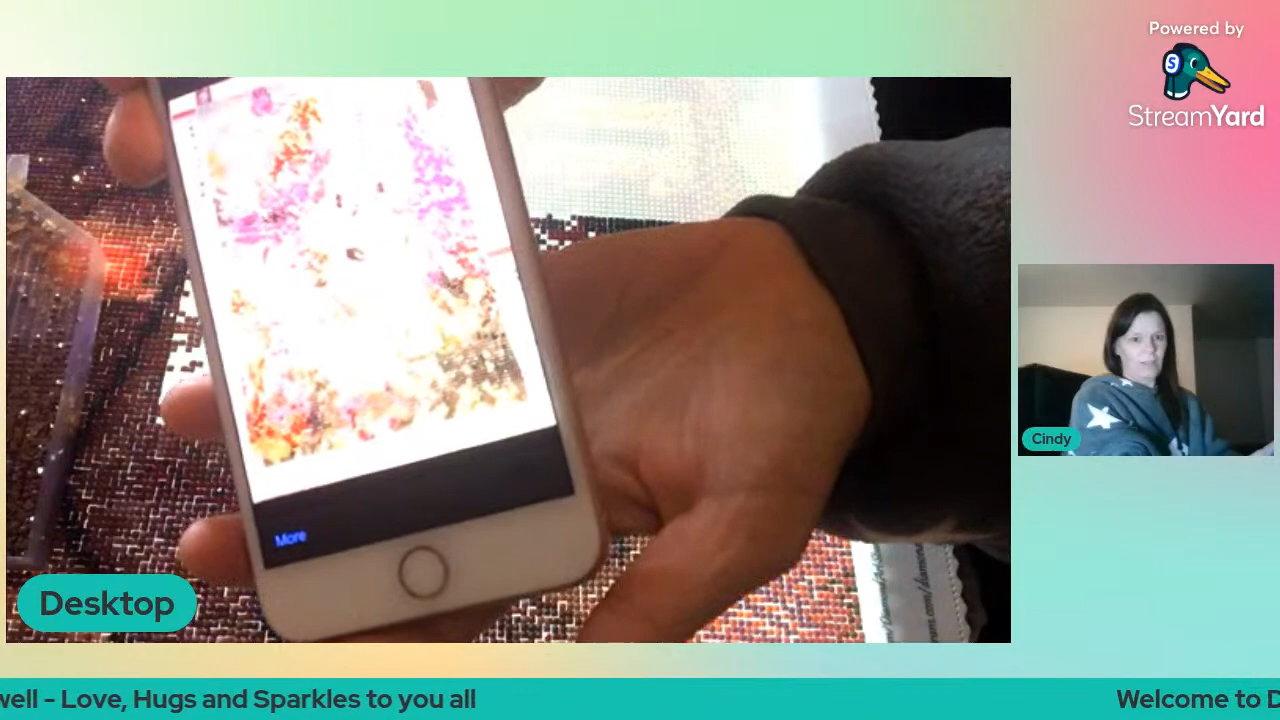 Powered by
StreamYard
More
Cindy
Desktop
well - Love, Hugs and Sparkles to you all
Welcome to D